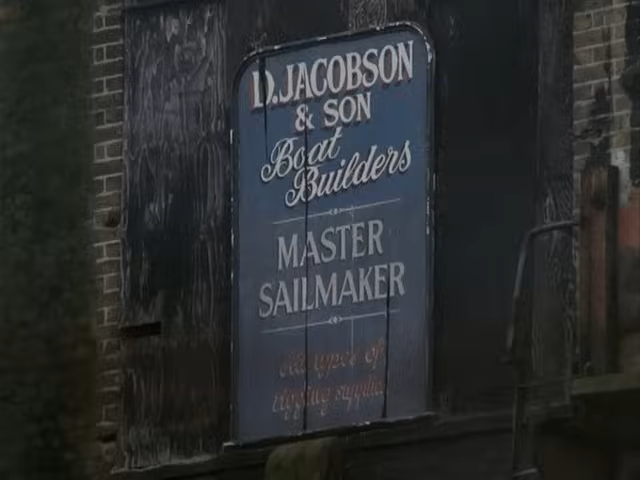 D. JACOBSON
& SON
Boat
Builders
MASTER
SAILMAKER
all types of
rigging supplied